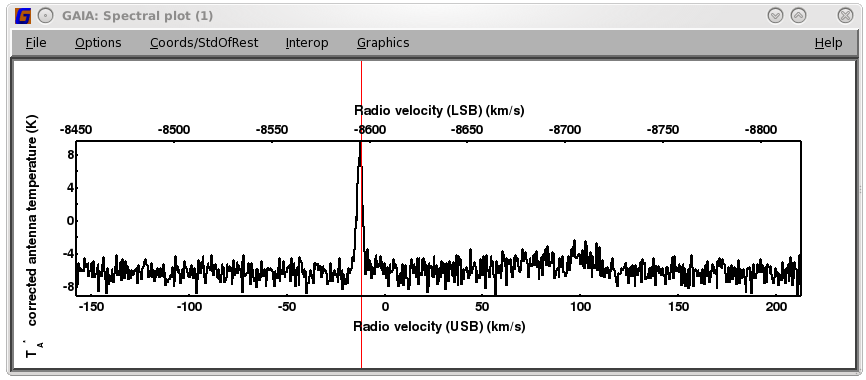 GAIA: Spectral plot (1)
File Options Coords/StdOfRest Interop Graphics Help
Radio velocity (LSB) (km/s)
-8450 -8500 -8550 -8600 -8650 -8700 -8750 -8800
T A * corrected antenna temperature (K)
8
4
0
-4
-8
-150 -100 -50 0 50 100 150 200
Radio velocity (USB) (km/s)